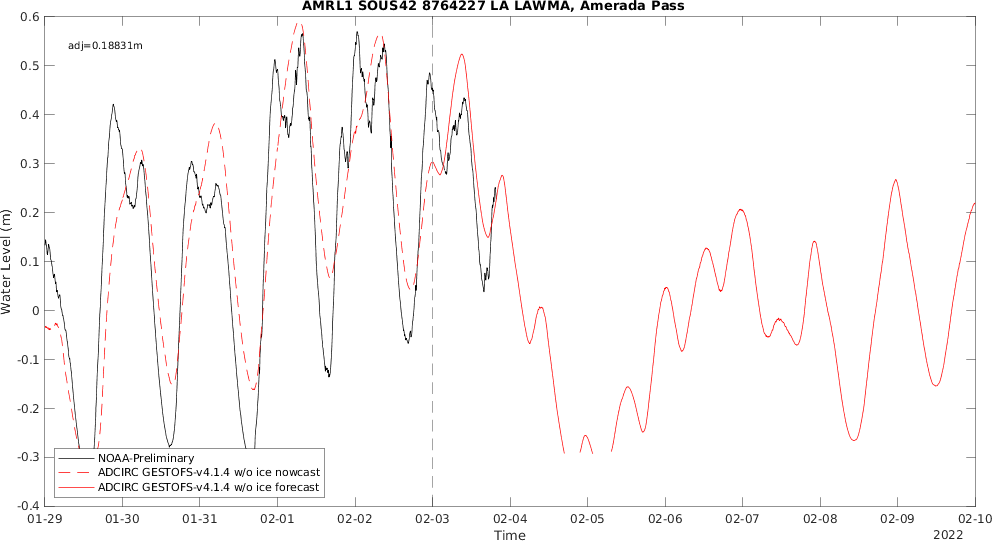 AMRL1 SOUS42 8764227 LA LAWMA, Amerada Pass
adj=0.18831m
0.6
0.5
0.4
0.3
0.2
0.1
0
-0.1
-0.2
-0.3
-0.4
Water Level (m)
NOAA-Preliminary
ADCIRC GESTOFS-v4.1.4 w/o ice nowcast
ADCIRC GESTOFS-v4.1.4 w/o ice forecast
01-29 01-30 01-31 02-01 02-02 02-03 02-04 02-05 02-06 02-07 02-08 02-09 02-10
Time
2022